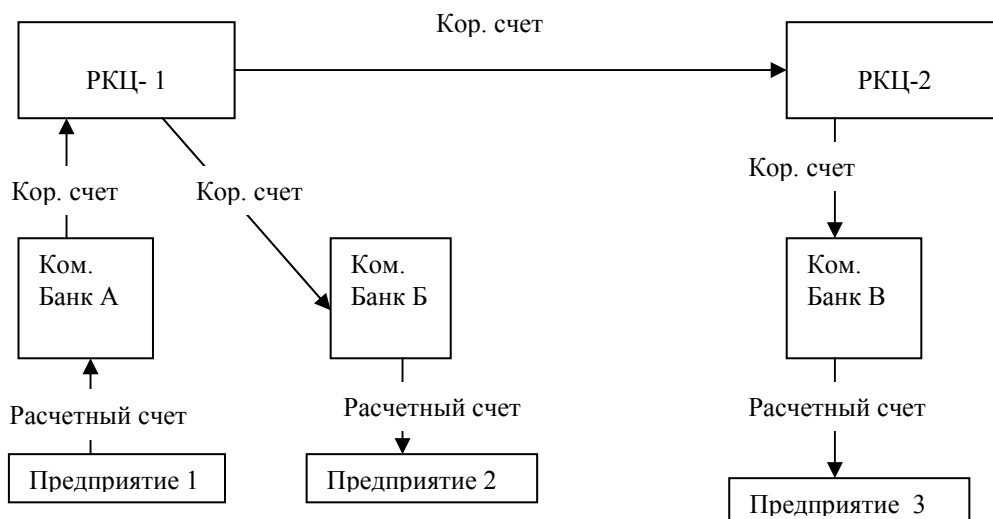 Кор. счет
РКЦ- 1
РКЦ-2
Кор. счет
Кор. счет
Кор. счет
Ком.
Банк А
Ком.
Банк Б
Ком.
Банк В
Расчетный счет
Расчетный счет
Расчетный счет
Предприятие 1
Предприятие 2
Предприятие 3